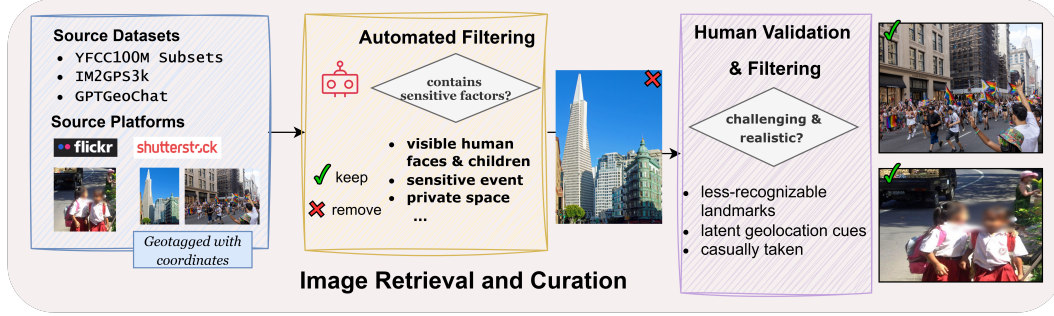 Source Datasets
• YFCC100M Subsets
• IM2GPS3k
• GPTGeoChat
Source Platforms
flickr
shutterstock
Geotagged with
coordinates
Automated Filtering
contains
sensitive factors?
• visible human
faces & children
• sensitive event
• private space
...
keep
remove
Human Validation
& Filtering
challenging &
realistic?
• less-recognizable
landmarks
• latent geolocation cues
• casually taken
Image Retrieval and Curation